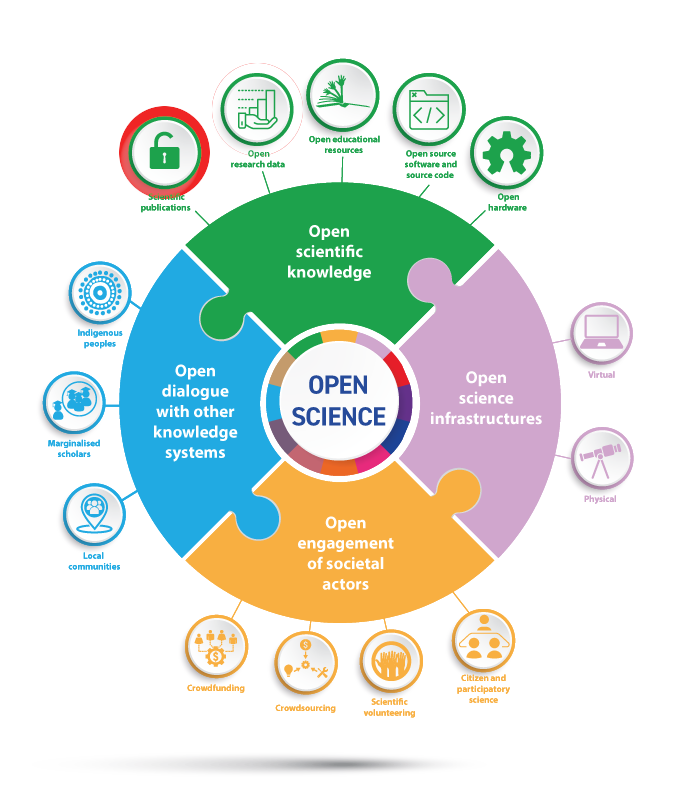 Open educational
resources
Open
research data
Open source
software and
source code
Scientific
publications
Open
hardware
Open
scientific
knowledge
Indigenous
peoples
Marginalised
scholars
Local
communities
Open
dialogue
with other
knowledge
systems
OPEN
SCIENCE
Open
science
infrastructures
Virtual
Physical
Open
engagement
of societal
actors
$
$
Crowdfunding
Crowdsourcing
Scientific
volunteering
Citizen and
participatory
science